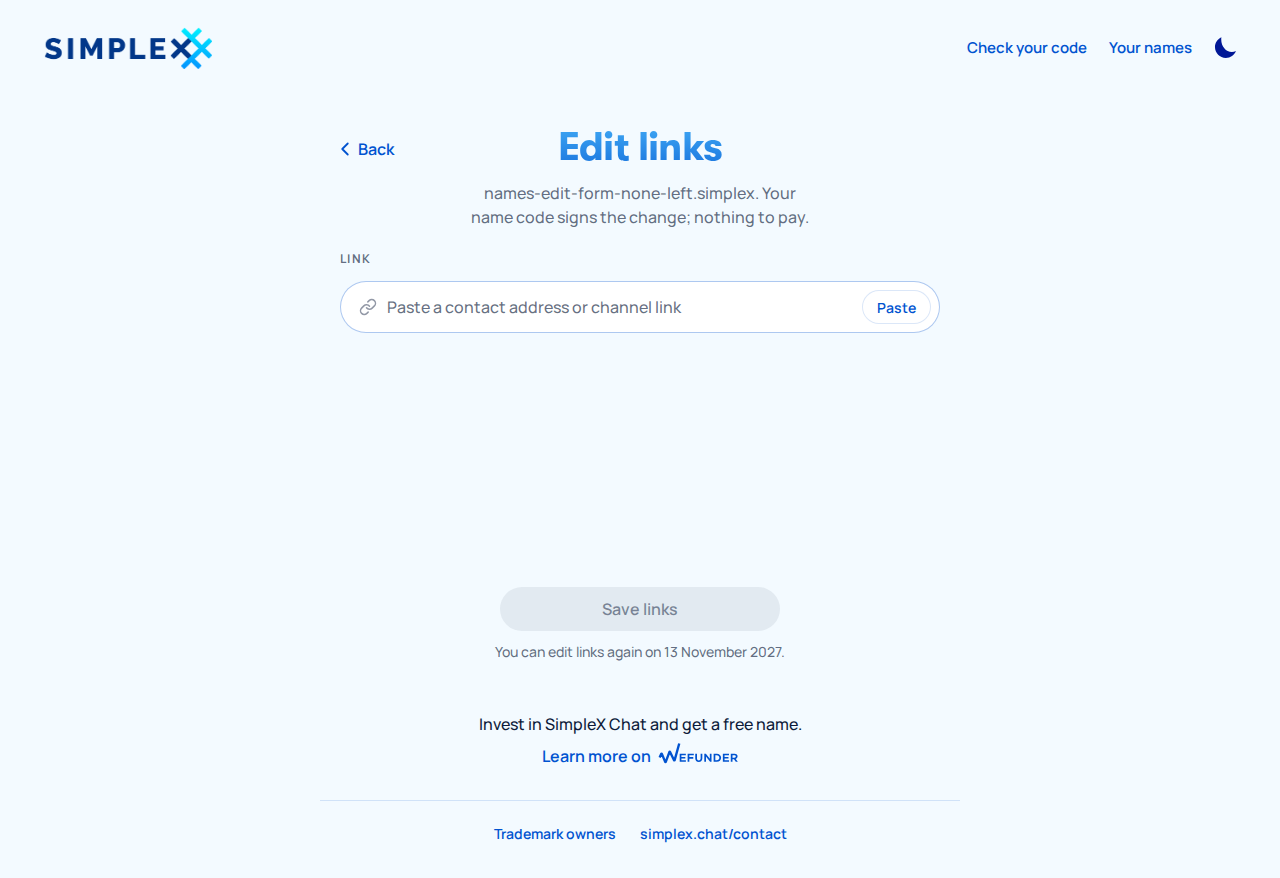 SIMPLEX
Check your code
Your names
Back
Edit links
names-edit-form-none-left.simplex. Your
name code signs the change; nothing to pay.
LINK
Paste a contact address or channel link
Paste
Save links
You can edit links again on 13 November 2027.
Invest in SimpleX Chat and get a free name.
Learn more on WEFUNDER
Trademark owners
simplex.chat/contact